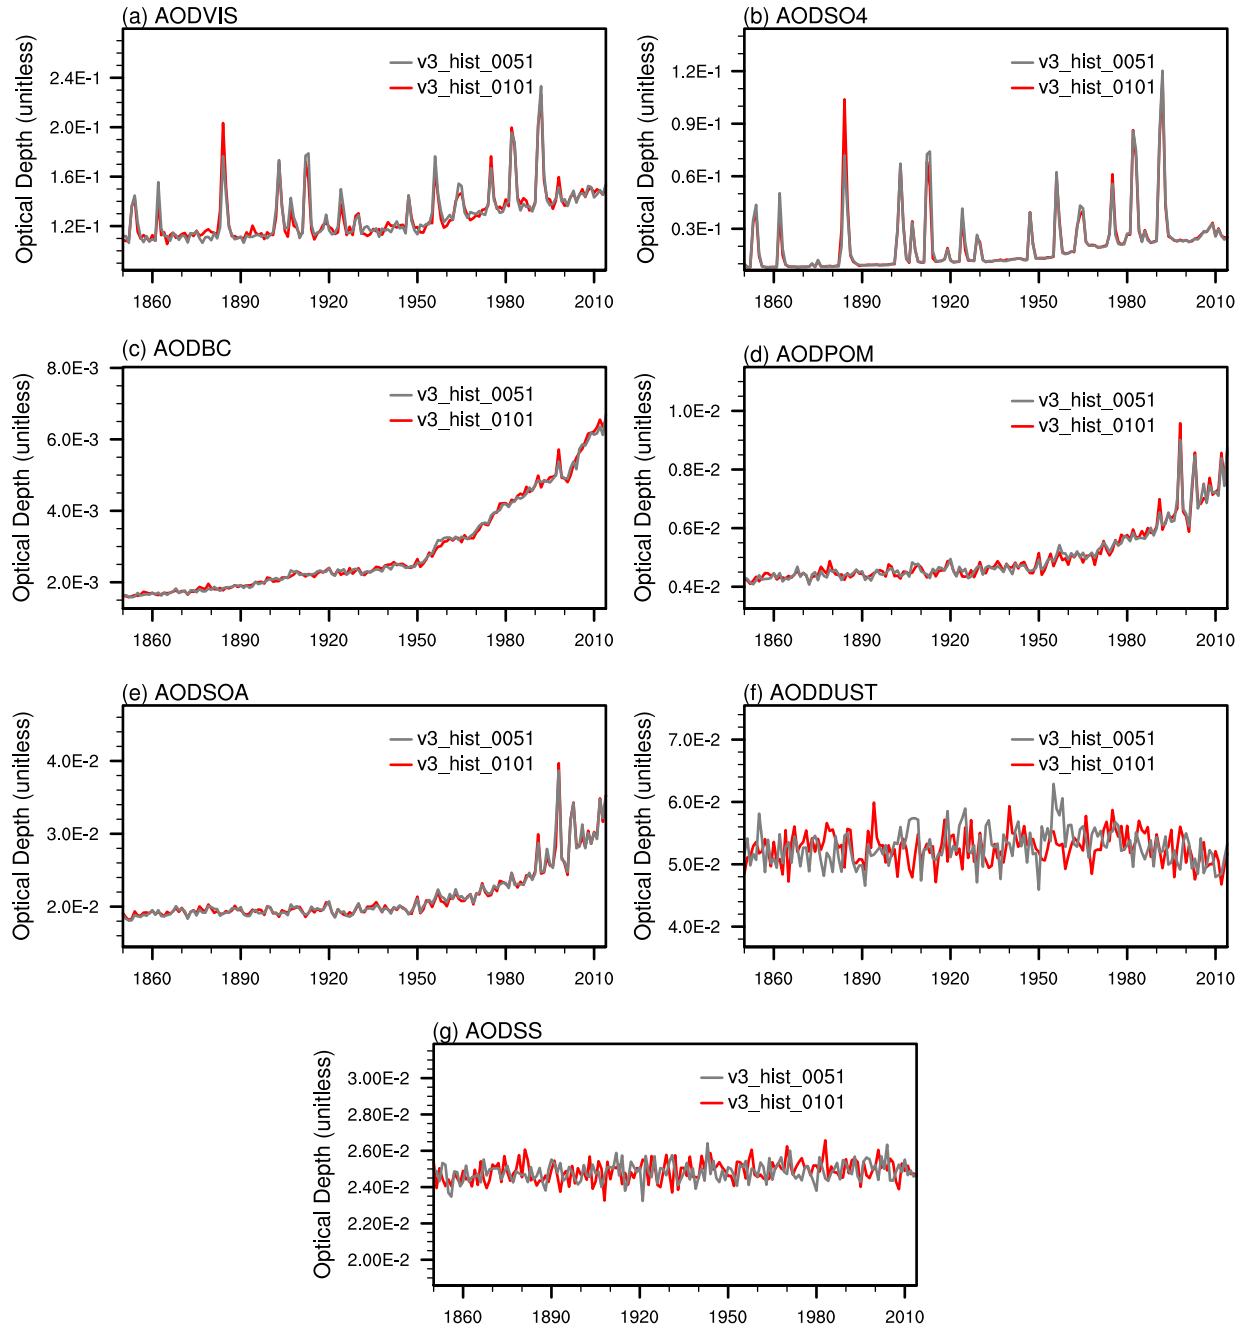 (a) AODVIS
Optical Depth (unitless)
2.4E-1
2.0E-1
1.6E-1
1.2E-1
v3_hist_0051
v3_hist_0101
1860 1890 1920 1950 1980 2010
(b) AODSO4
Optical Depth (unitless)
1.2E-1
0.9E-1
0.6E-1
0.3E-1
v3_hist_0051
v3_hist_0101
1860 1890 1920 1950 1980 2010
(c) AODBC
Optical Depth (unitless)
8.0E-3
6.0E-3
4.0E-3
2.0E-3
v3_hist_0051
v3_hist_0101
1860 1890 1920 1950 1980 2010
(d) AODPOM
Optical Depth (unitless)
1.0E-2
0.8E-2
0.6E-2
0.4E-2
v3_hist_0051
v3_hist_0101
1860 1890 1920 1950 1980 2010
(e) AODSOA
Optical Depth (unitless)
4.0E-2
3.0E-2
2.0E-2
v3_hist_0051
v3_hist_0101
1860 1890 1920 1950 1980 2010
(f) AODDUST
Optical Depth (unitless)
7.0E-2
6.0E-2
5.0E-2
4.0E-2
v3_hist_0051
v3_hist_0101
1860 1890 1920 1950 1980 2010
(g) AODSS
Optical Depth (unitless)
3.00E-2
2.80E-2
2.60E-2
2.40E-2
2.20E-2
2.00E-2
v3_hist_0051
v3_hist_0101
1860 1890 1920 1950 1980 2010